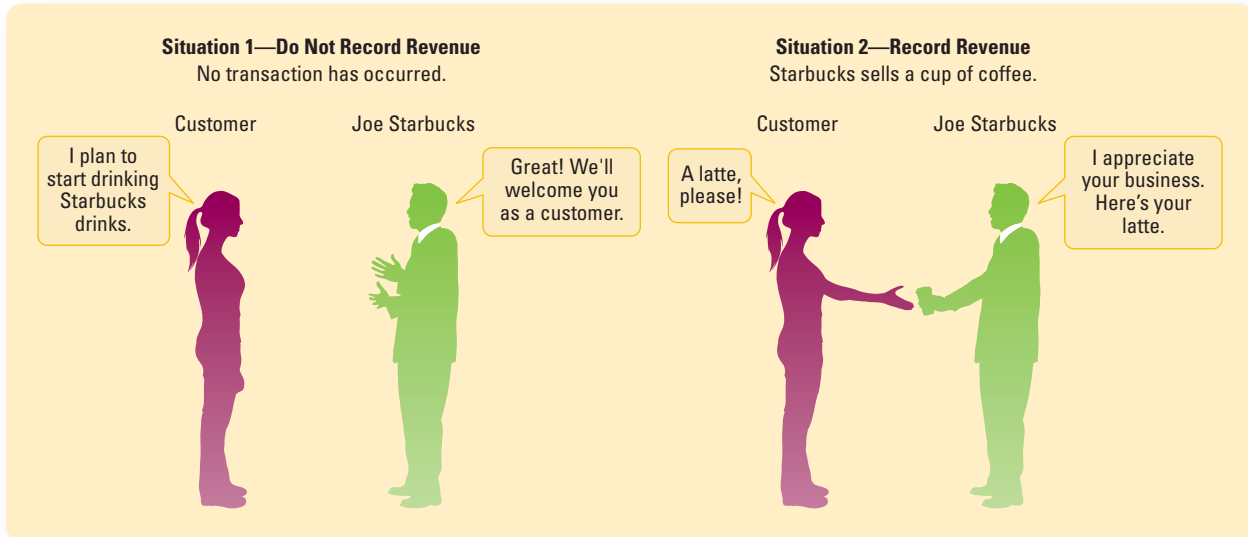 Situation 1—Do Not Record Revenue
No transaction has occurred.
Customer
Joe Starbucks
I plan to
start drinking
Starbucks
drinks.
Great! We'll
welcome you
as a customer.
Situation 2—Record Revenue
Starbucks sells a cup of coffee.
Customer
Joe Starbucks
A latte,
please!
I appreciate
your business.
Here's your
latte.